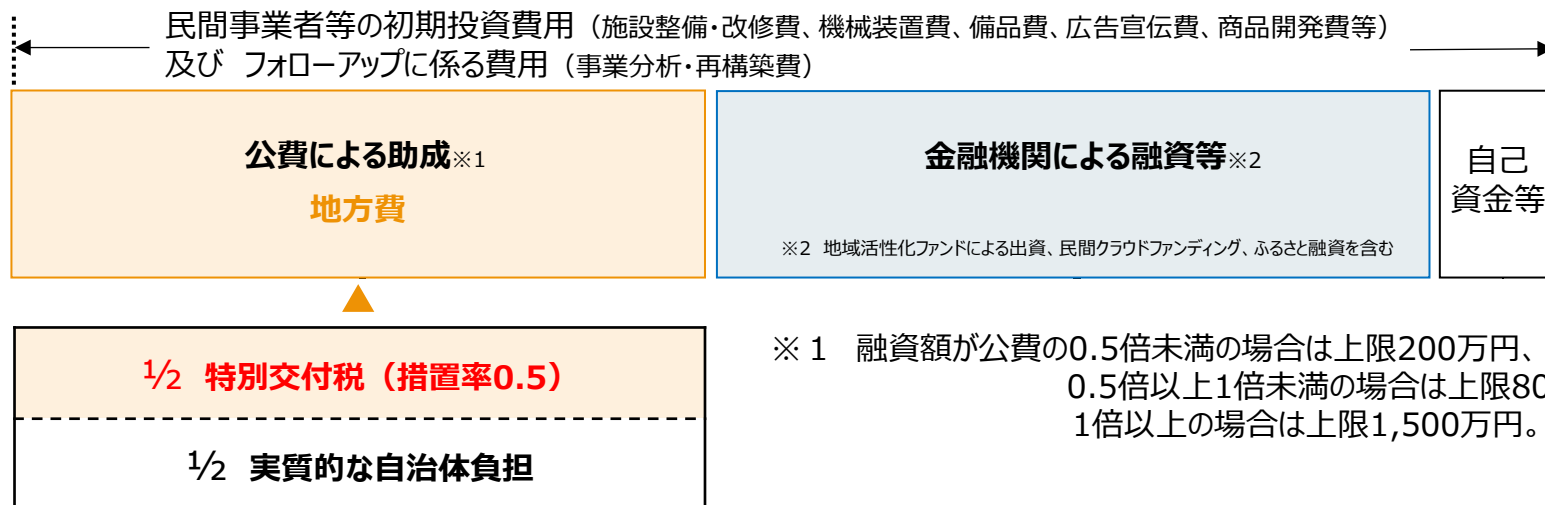 民間事業者等の初期投資費用（施設整備・改修費、機械装置費、備品費、広告宣伝費、商品開発費等）
及び フォローアップに係る費用（事業分析・再構築費）
公費による助成※1
地方費
金融機関による融資等※2
※2 地域活性化ファンドによる出資、民間クラウドファンディング、ふるさと融資を含む
自己
資金等
½ 特別交付税（措置率0.5）
½ 実質的な自治体負担
※１ 融資額が公費の0.5倍未満の場合は上限200万円、
0.5倍以上1倍未満の場合は上限80
1倍以上の場合は上限1,500万円。